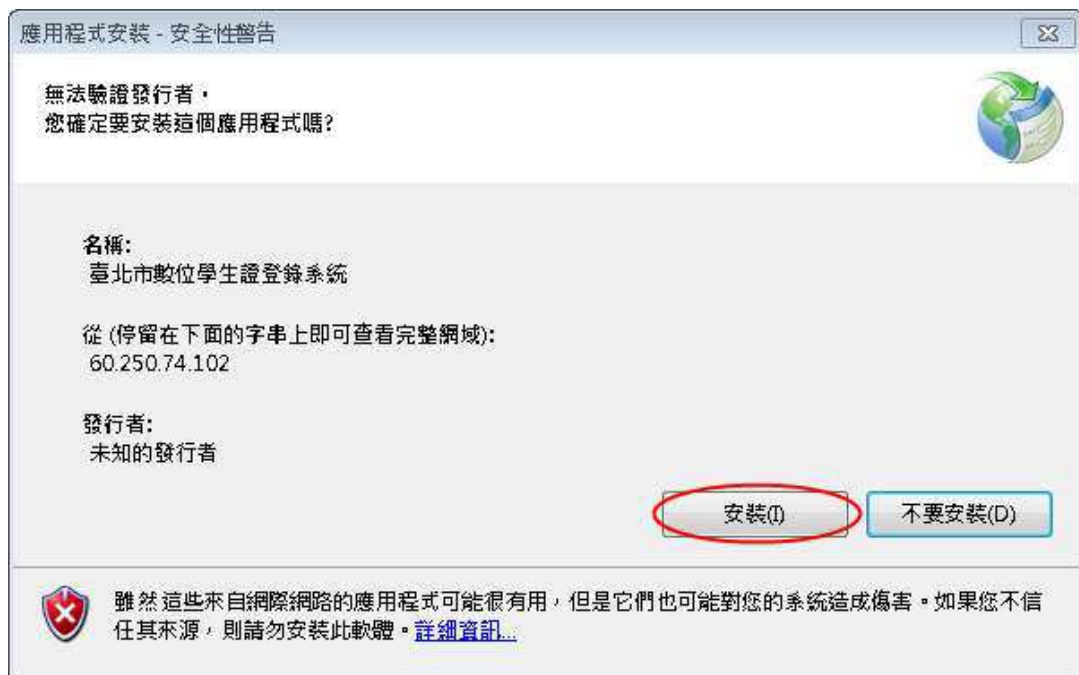 應用程式安裝 - 安全性警告
無法驗證發行者。
您確定要安裝這個應用程式嗎?
名稱:
臺北市數位學生證登錄系統
從 (停留在下面的字串上即可查看完整網域):
60.250.74.102
發行者:
未知的發行者
安裝(I)
不要安裝(D)
雖然這些來自網際網路的應用程式可能很有用，但是它們也可能對您的系統造成傷害。如果您不信
任其來源，則請勿安裝此軟體。詳細資訊...